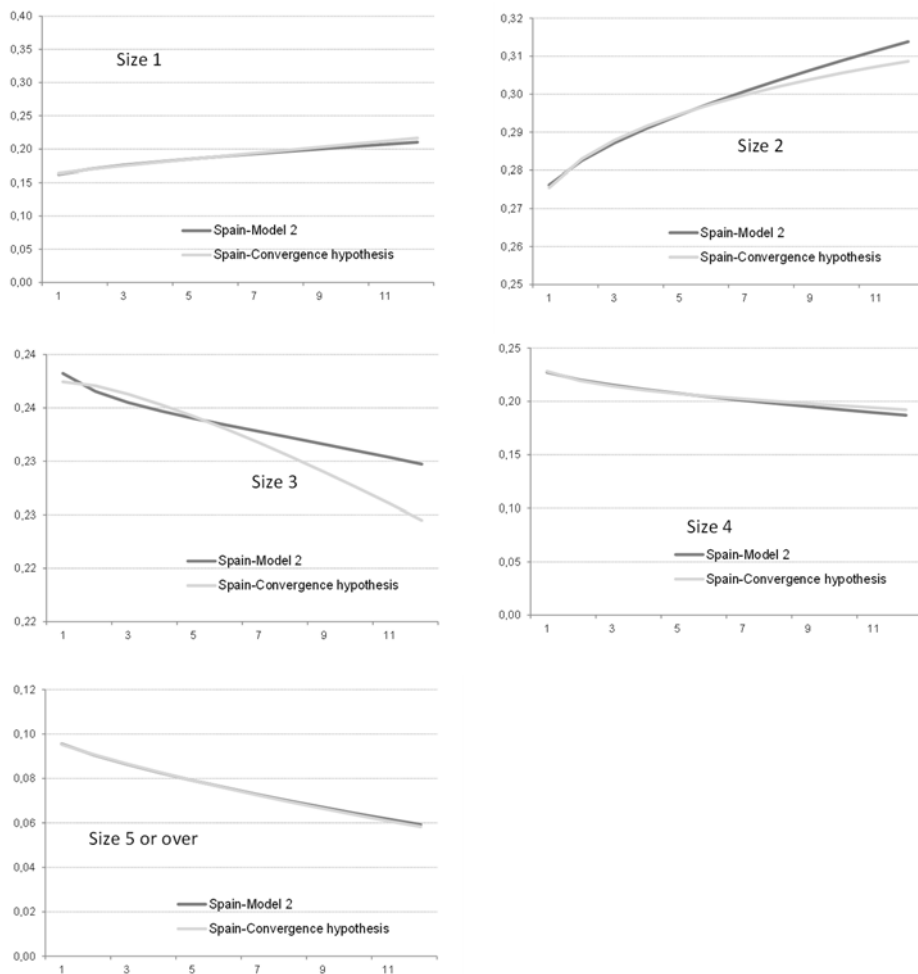 0,40
0,35
0,30
0,25
0,20
0,15
0,10
0,05
0,00
Size 1
Spain-Model 2
Spain-Convergence hypothesis
1 3 5 7 9 11
0,32
0,31
0,30
0,29
0,28
0,27
0,26
0,25
Size 2
Spain-Model 2
Spain-Convergence hypothesis
1 3 5 7 9 11
0,24
0,24
0,23
0,23
0,22
0,22
Size 3
Spain-Model 2
Spain-Convergence hypothesis
1 3 5 7 9 11
0,25
0,20
0,15
0,10
0,05
0,00
Size 4
Spain-Model 2
Spain-Convergence hypothesis
1 3 5 7 9 11
0,12
0,10
0,08
0,06
0,04
0,02
0,00
Size 5 or over
Spain-Model 2
Spain-Convergence hypothesis
1 3 5 7 9 11